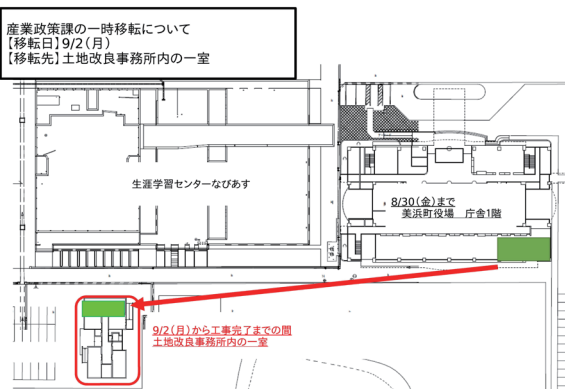 産業政策課の一時移転について
【移転日】9/2(月)
【移転先】土地改良事務所内の一室
生涯学習センターなびあす
8/30(金)まで
美浜町役場　庁舎1階
9/2(月)から工事完了までの間
土地改良事務所内の一室